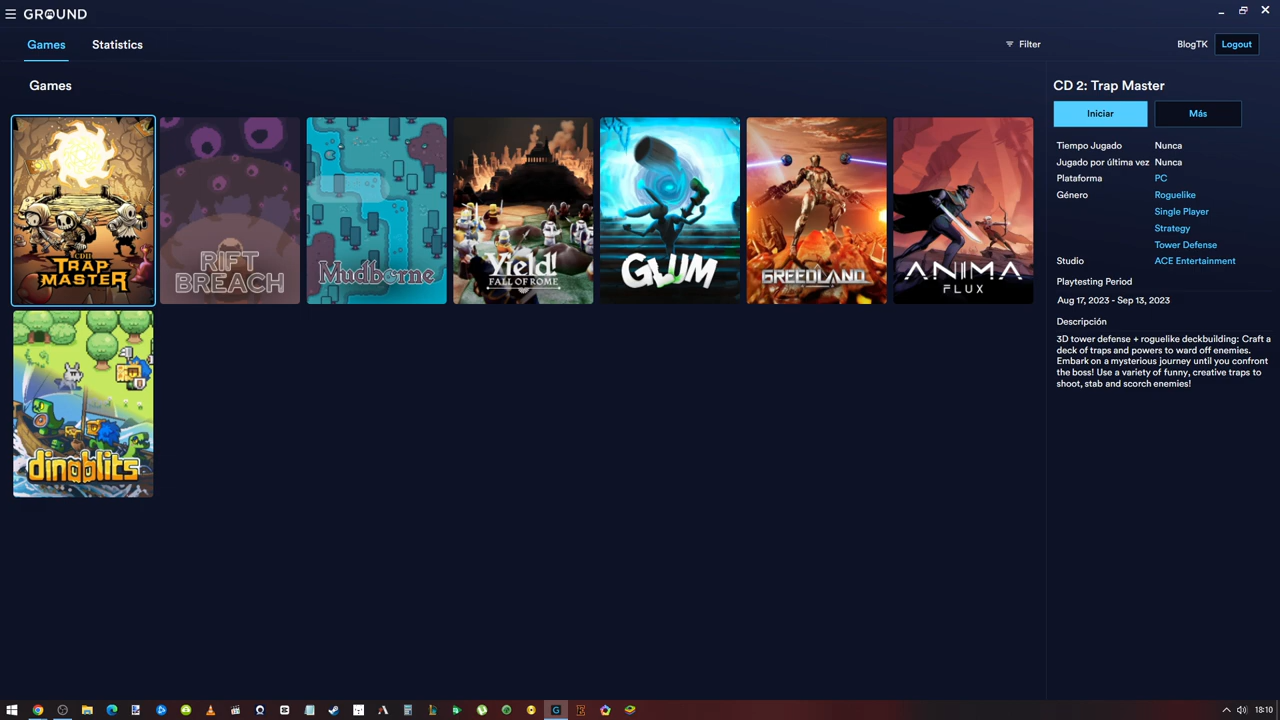 GROUND
Games
Statistics
Filter
BlogTK
Logout
Games
CD 2: Trap Master
Iniciar
Más
Tiempo Jugado Nunca
Jugado por última vez Nunca
Plataforma PC
Género Roguelike
Single Player
Strategy
Tower Defense
Studio ACE Entertainment
Playtesting Period
Aug 17, 2023 - Sep 13, 2023
Descripción
3D tower defense + roguelike deckbuilding: Craft a
deck of traps and powers to ward off enemies.
Embark on a mysterious journey until you confront
the boss! Use a variety of funny, creative traps to
shoot, stab and scorch enemies!
CDII
TRAP
MASTER
RIFT
BREACH
Mudborne
Yield!
FALL OF ROME
GLUM
GREEDLAND
ANIMA
FLUX
dinoblits
18:10